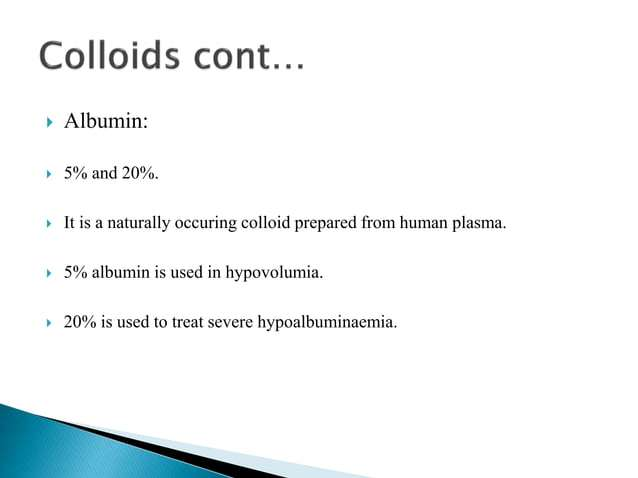 Colloids cont…
Albumin:
5% and 20%.
It is a naturally occuring colloid prepared from human plasma.
5% albumin is used in hypovolumia.
20% is used to treat severe hypoalbuminaemia.